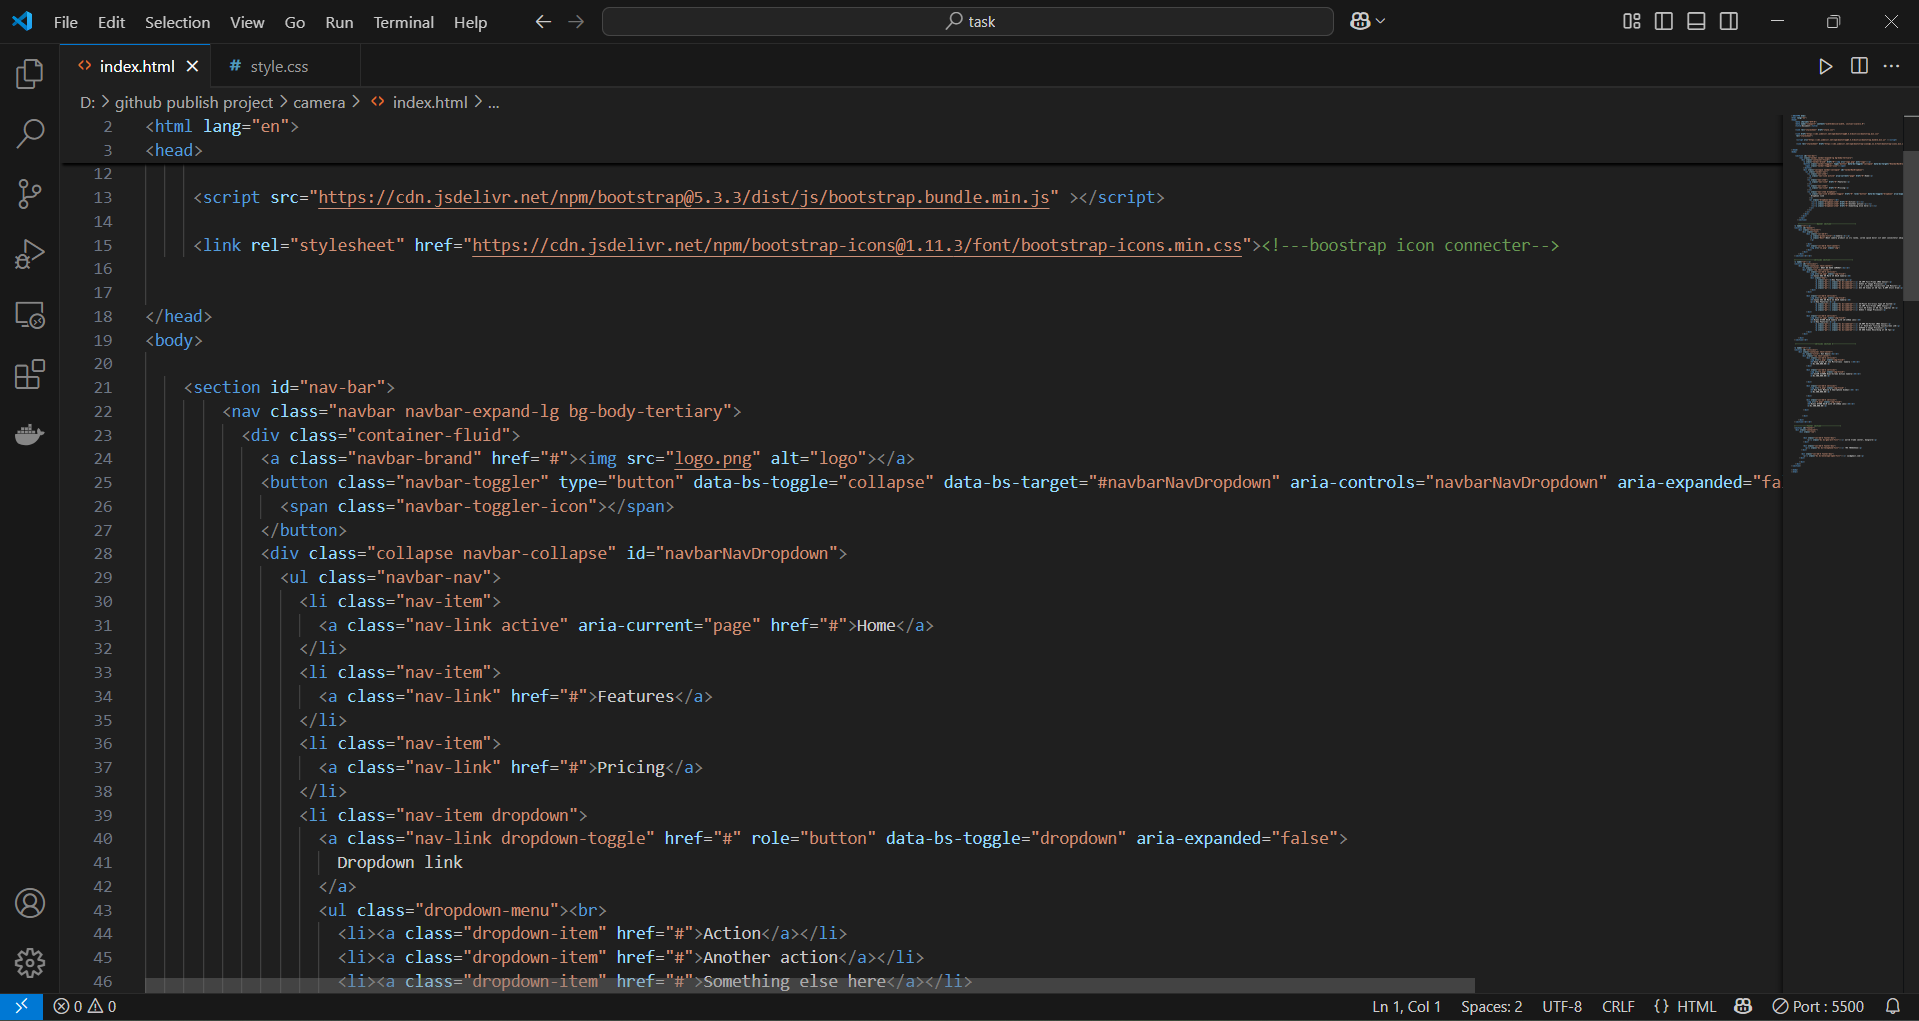 File Edit Selection View Go Run Terminal Help
task
index.html
# style.css
D: > github publish project > camera > index.html > ...
2 <html lang="en">
3 <head>
12
13 <script src="https://cdn.jsdelivr.net/npm/bootstrap@5.3.3/dist/js/bootstrap.bundle.min.js" ></script>
14
15 <link rel="stylesheet" href="https://cdn.jsdelivr.net/npm/bootstrap-icons@1.11.3/font/bootstrap-icons.min.css"><!---boostrap icon connecter-->
16
17
18 </head>
19 <body>
20
21 <section id="nav-bar">
22 <nav class="navbar navbar-expand-lg bg-body-tertiary">
23 <div class="container-fluid">
24 <a class="navbar-brand" href="#"><img src="logo.png" alt="logo"></a>
25 <button class="navbar-toggler" type="button" data-bs-toggle="collapse" data-bs-target="#navbarNavDropdown" aria-controls="navbarNavDropdown" aria-expanded="fa
26 <span class="navbar-toggler-icon"></span>
27 </button>
28 <div class="collapse navbar-collapse" id="navbarNavDropdown">
29 <ul class="navbar-nav">
30 <li class="nav-item">
31 <a class="nav-link active" aria-current="page" href="#">Home</a>
32 </li>
33 <li class="nav-item">
34 <a class="nav-link" href="#">Features</a>
35 </li>
36 <li class="nav-item">
37 <a class="nav-link" href="#">Pricing</a>
38 </li>
39 <li class="nav-item dropdown">
40 <a class="nav-link dropdown-toggle" href="#" role="button" data-bs-toggle="dropdown" aria-expanded="false">
41 Dropdown link
42 </a>
43 <ul class="dropdown-menu"><br>
44 <li><a class="dropdown-item" href="#">Action</a></li>
45 <li><a class="dropdown-item" href="#">Another action</a></li>
46 <li><a class="dropdown-item" href="#">Something else here</a></li>
0 0
Ln 1, Col 1 Spaces: 2 UTF-8 CRLF {} HTML Port : 5500